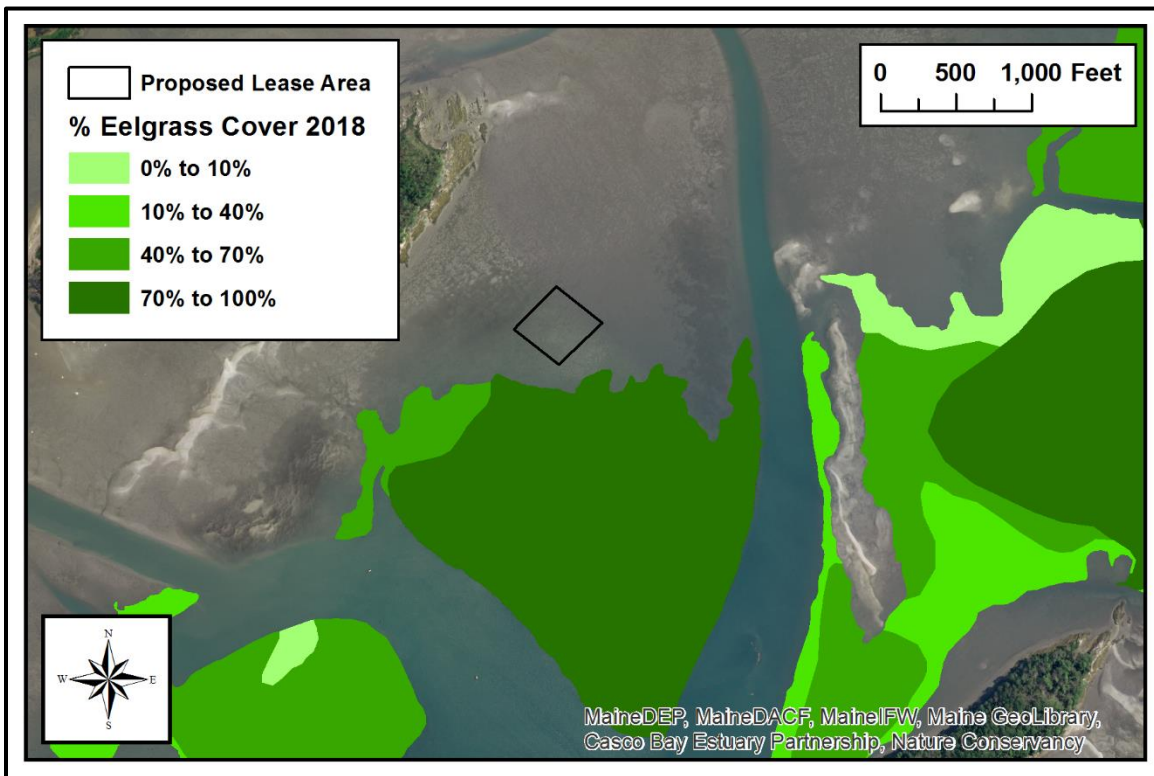 Proposed Lease Area
% Eelgrass Cover 2018
0% to 10%
10% to 40%
40% to 70%
70% to 100%
0 500 1,000 Feet
N
W E
S
MaineDEP, MaineDACF, MaineIFW, Maine GeoLibrary,
Casco Bay Estuary Partnership, Nature Conservancy